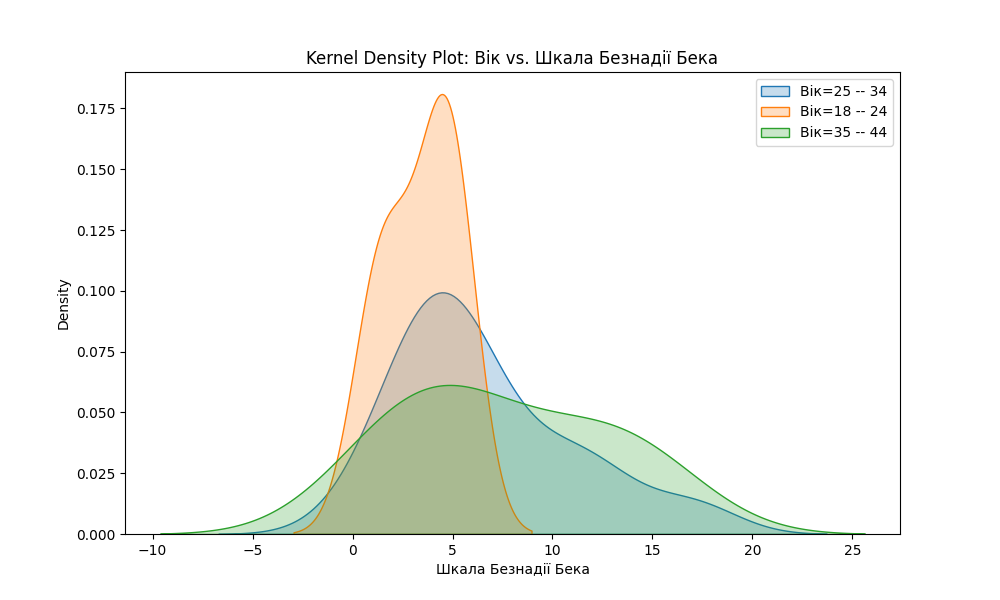 Kernel Density Plot: Вік vs. Шкала Безнадії Бека
Вік=25 -- 34
Вік=18 -- 24
Вік=35 -- 44
Density
0.175
0.150
0.125
0.100
0.075
0.050
0.025
0.000
−10 −5 0 5 10 15 20 25
Шкала Безнадії Бека